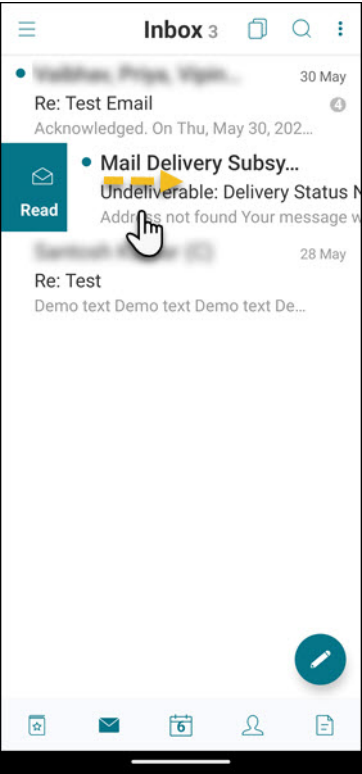 Inbox 3
30 May
Re: Test Email 4
Acknowledged. On Thu, May 30, 202...
Mail Delivery Subsy...
Undeliverable: Delivery Status N
Read
Address not found Your message w
28 May
Re: Test
Demo text Demo text Demo text De...
6